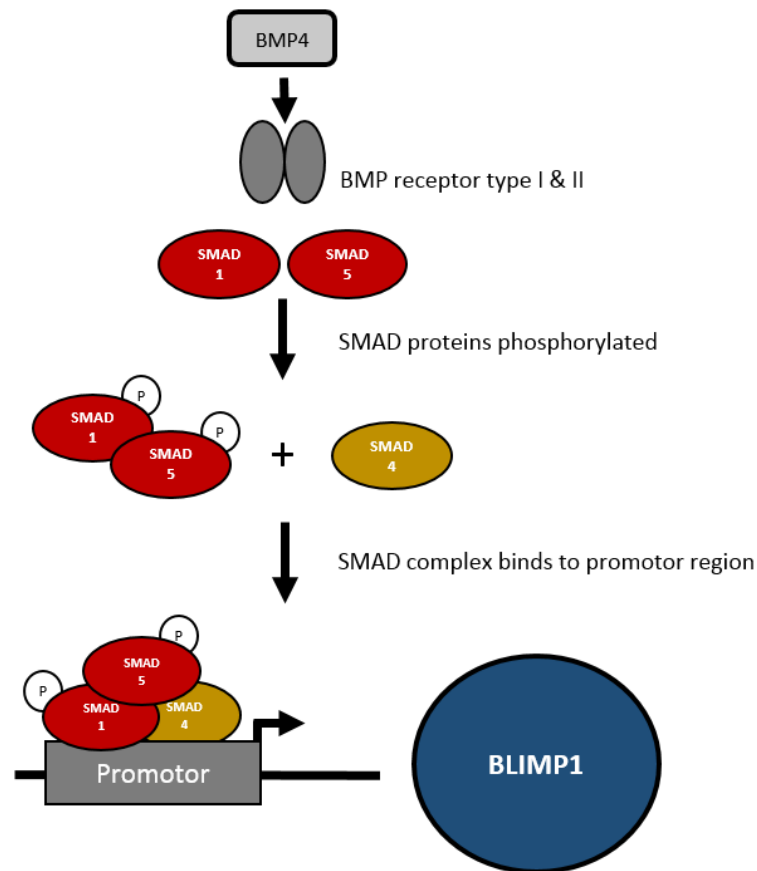 BMP4
BMP receptor type I & II
SMAD
1
SMAD
5
SMAD proteins phosphorylated
P
SMAD
1
P
SMAD
5
+
SMAD
4
SMAD complex binds to promotor region
P
SMAD
5
P
SMAD
1
SMAD
4
Promotor
BLIMP1